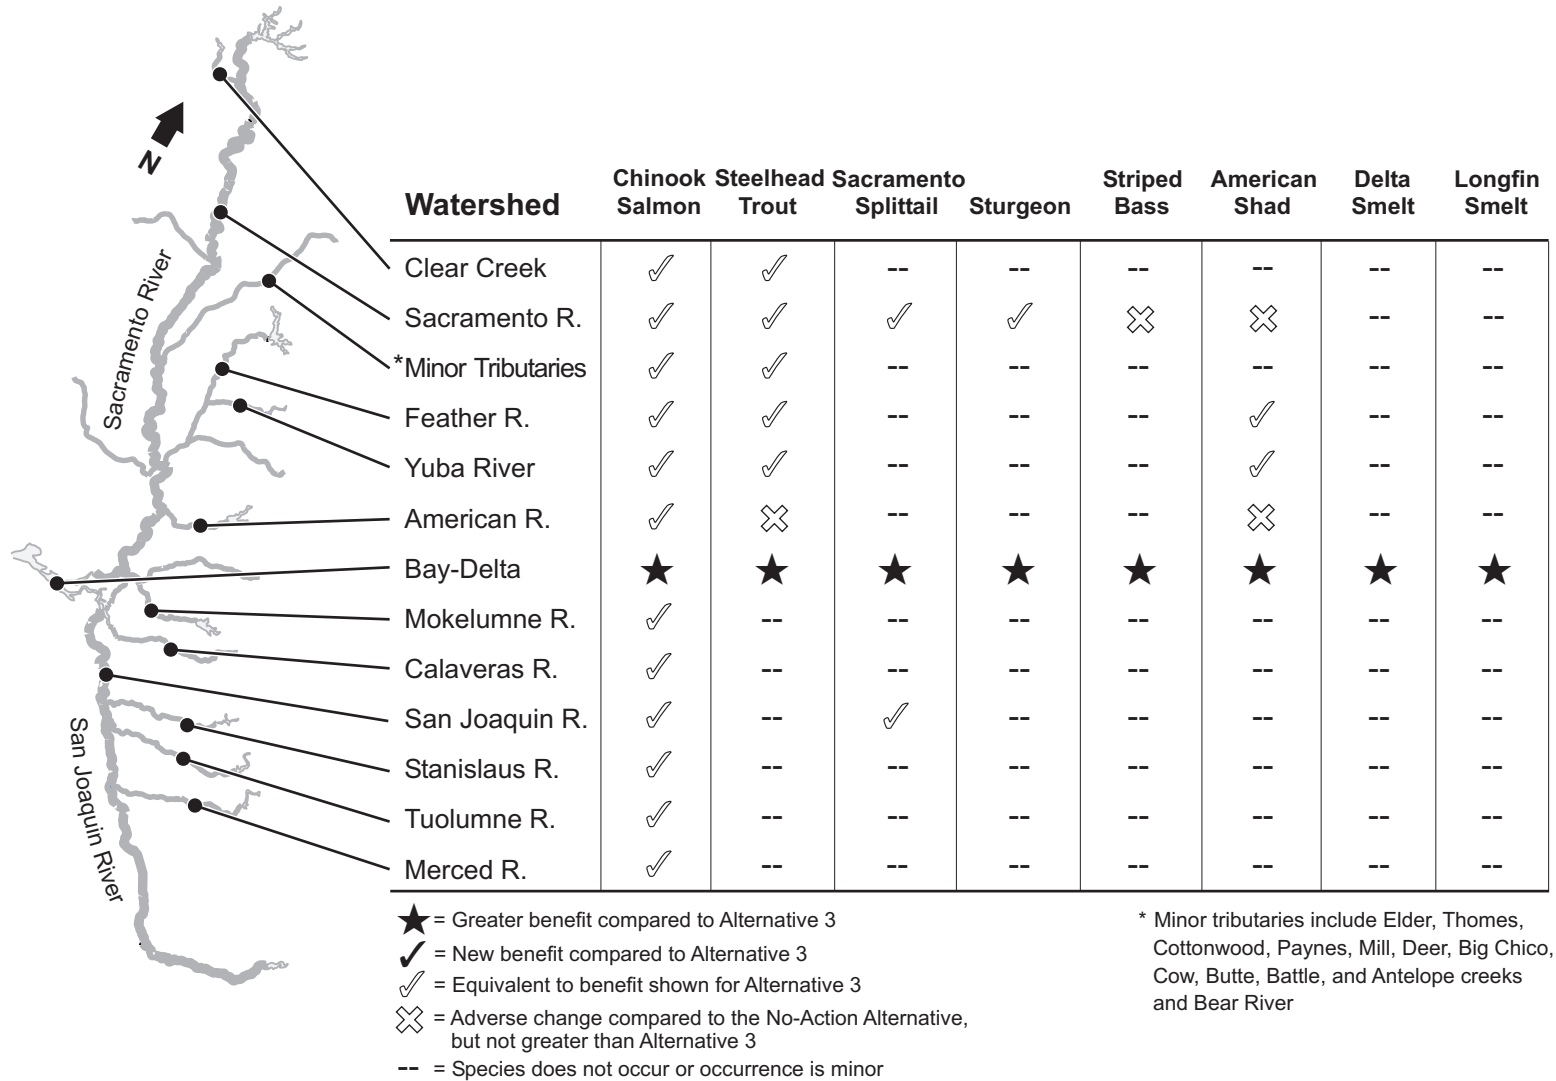 N
Sacramento River
San Joaquin River
Watershed
Chinook
Salmon
Steelhead
Trout
Sacramento
Splittail
Sturgeon
Striped
Bass
American
Shad
Delta
Smelt
Longfin
Smelt
Clear Creek -- -- -- -- -- --
Sacramento R. -- --
*Minor Tributaries -- -- -- -- -- --
Feather R. -- -- -- -- --
Yuba River -- -- -- -- --
American R. -- -- -- -- --
Bay-Delta
Mokelumne R. -- -- -- -- -- -- --
Calaveras R. -- -- -- -- -- -- --
San Joaquin R. -- -- -- -- -- --
Stanislaus R. -- -- -- -- -- -- --
Tuolumne R. -- -- -- -- -- -- --
Merced R. -- -- -- -- -- -- --
★ = Greater benefit compared to Alternative 3
✓ = New benefit compared to Alternative 3
= Equivalent to benefit shown for Alternative 3
= Adverse change compared to the No-Action Alternative,
but not greater than Alternative 3
-- = Species does not occur or occurrence is minor
* Minor tributaries include Elder, Thomes,
Cottonwood, Paynes, Mill, Deer, Big Chico,
Cow, Butte, Battle, and Antelope creeks
and Bear River